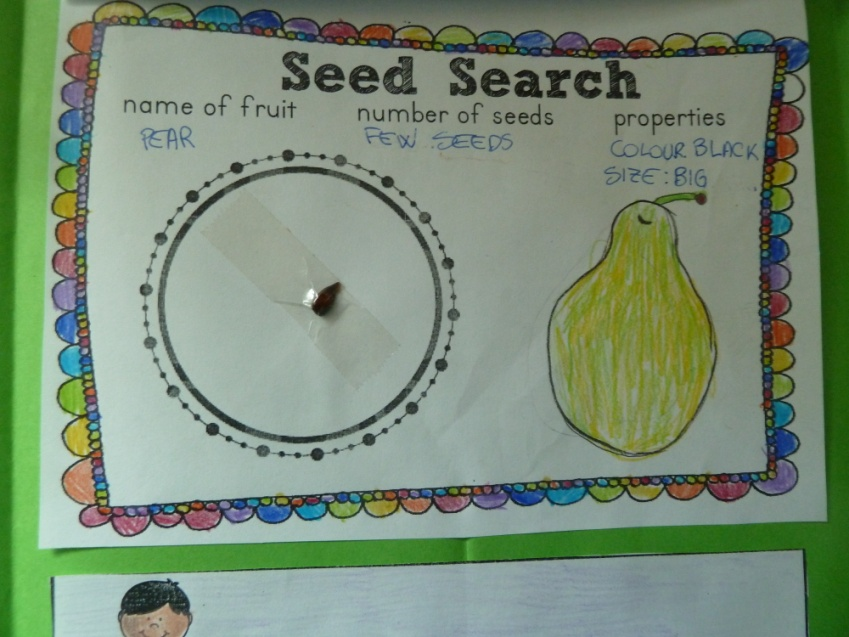 Seed Search
name of fruit number of seeds properties
PEAR FEW SEEDS COLOUR BLACK
SIZE: BIG